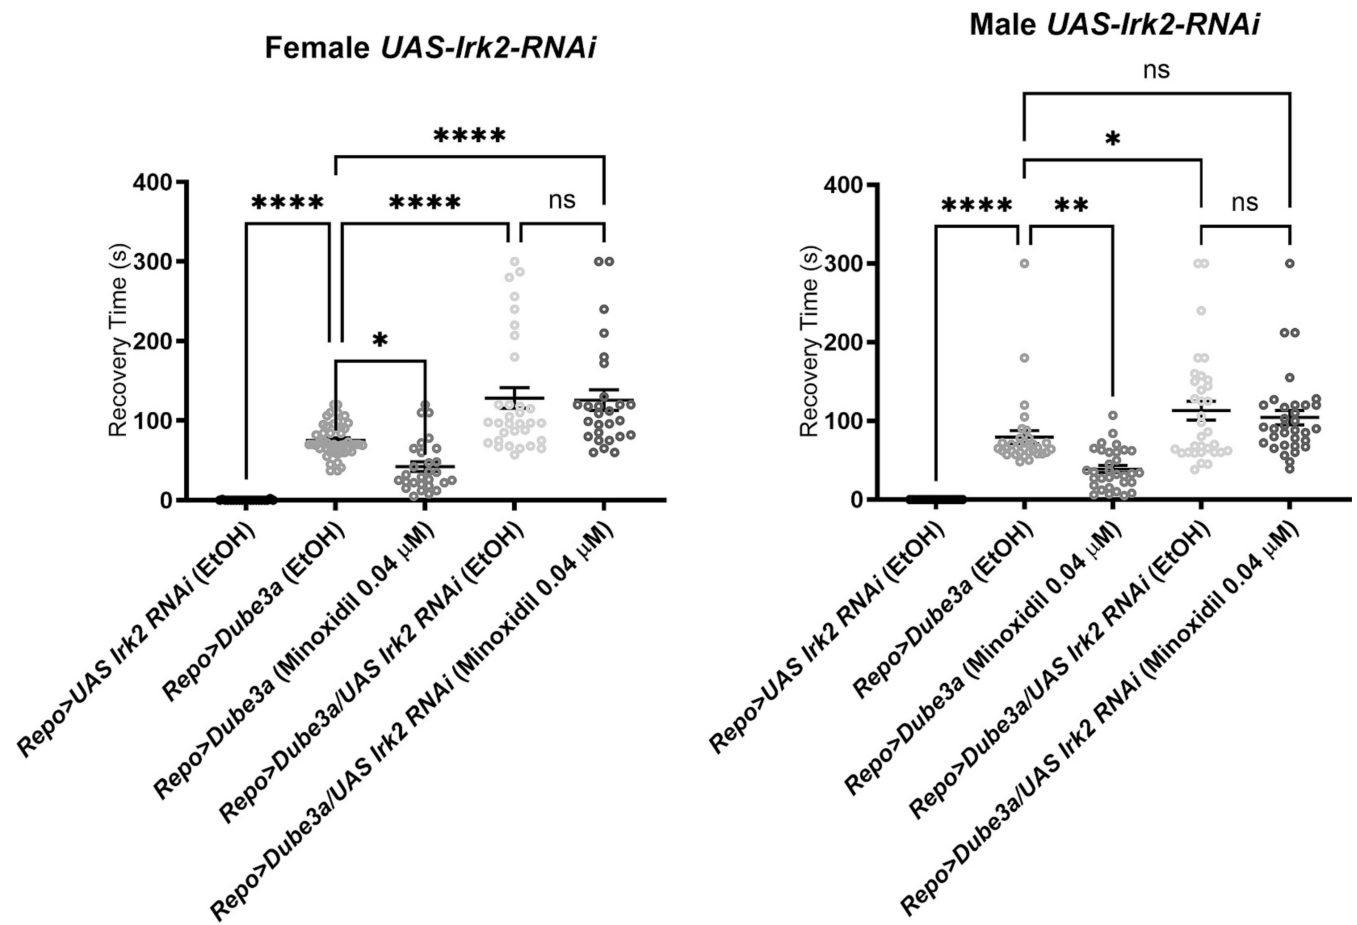 Female UAS-Irk2-RNAi
****
****
****
ns
*
400
300
200
100
0
Recovery Time (s)
Repo>UAS Irk2 RNAi (EtOH)
Repo>Dube3a (EtOH)
Repo>Dube3a (Minoxidil 0.04 μM)
Repo>Dube3a/UAS Irk2 RNAi (EtOH)
Repo>Dube3a/UAS Irk2 RNAi (Minoxidil 0.04 μM)
Male UAS-Irk2-RNAi
ns
*
****
**
ns
400
300
200
100
0
Recovery Time (s)
Repo>UAS Irk2 RNAi (EtOH)
Repo>Dube3a (EtOH)
Repo>Dube3a (Minoxidil 0.04 μM)
Repo>Dube3a/UAS Irk2 RNAi (EtOH)
Repo>Dube3a/UAS Irk2 RNAi (Minoxidil 0.04 μM)